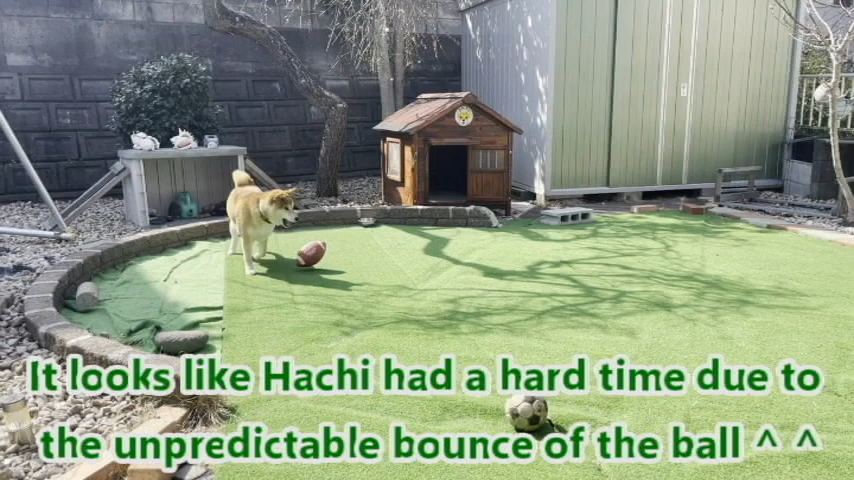 It looks like Hachi had a hard time due to
the unpredictable bounce of the ball ^ ^